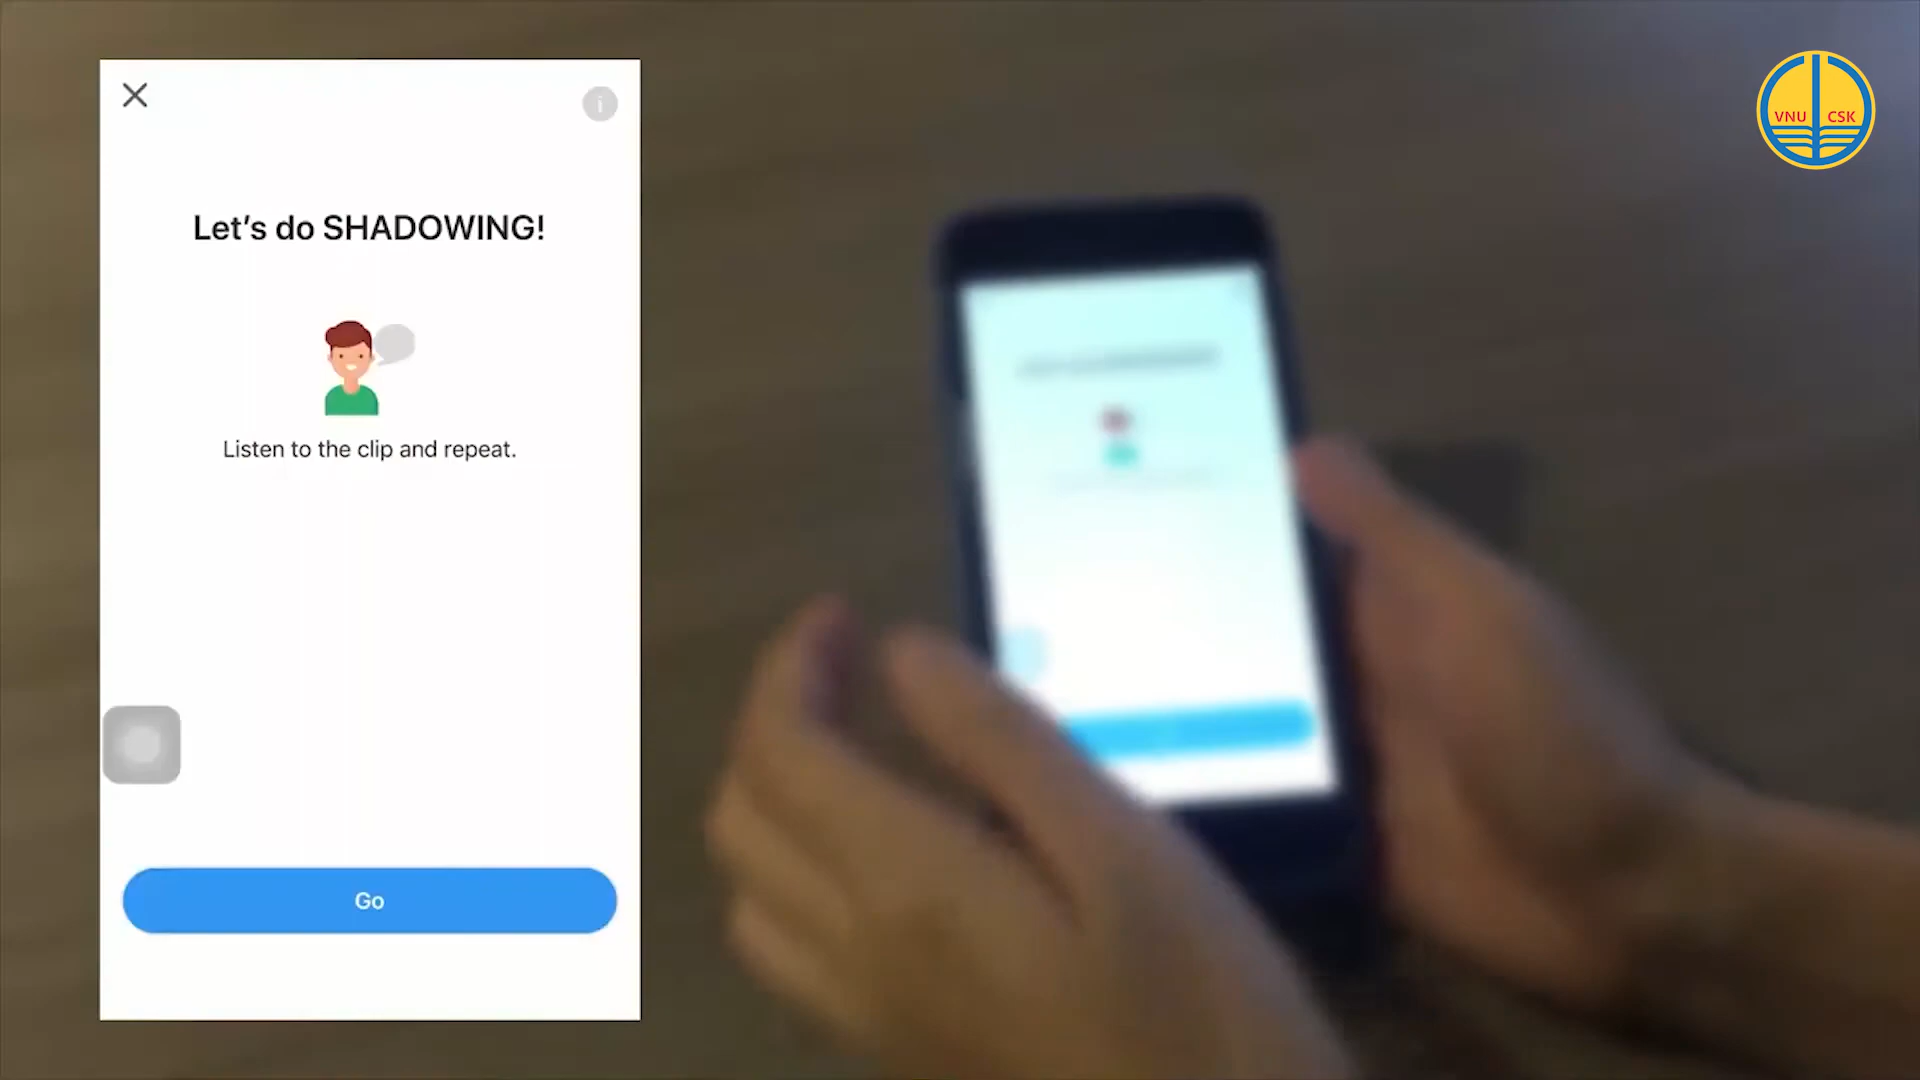 Let's do SHADOWING!
Listen to the clip and repeat.
Go
VNU CSK